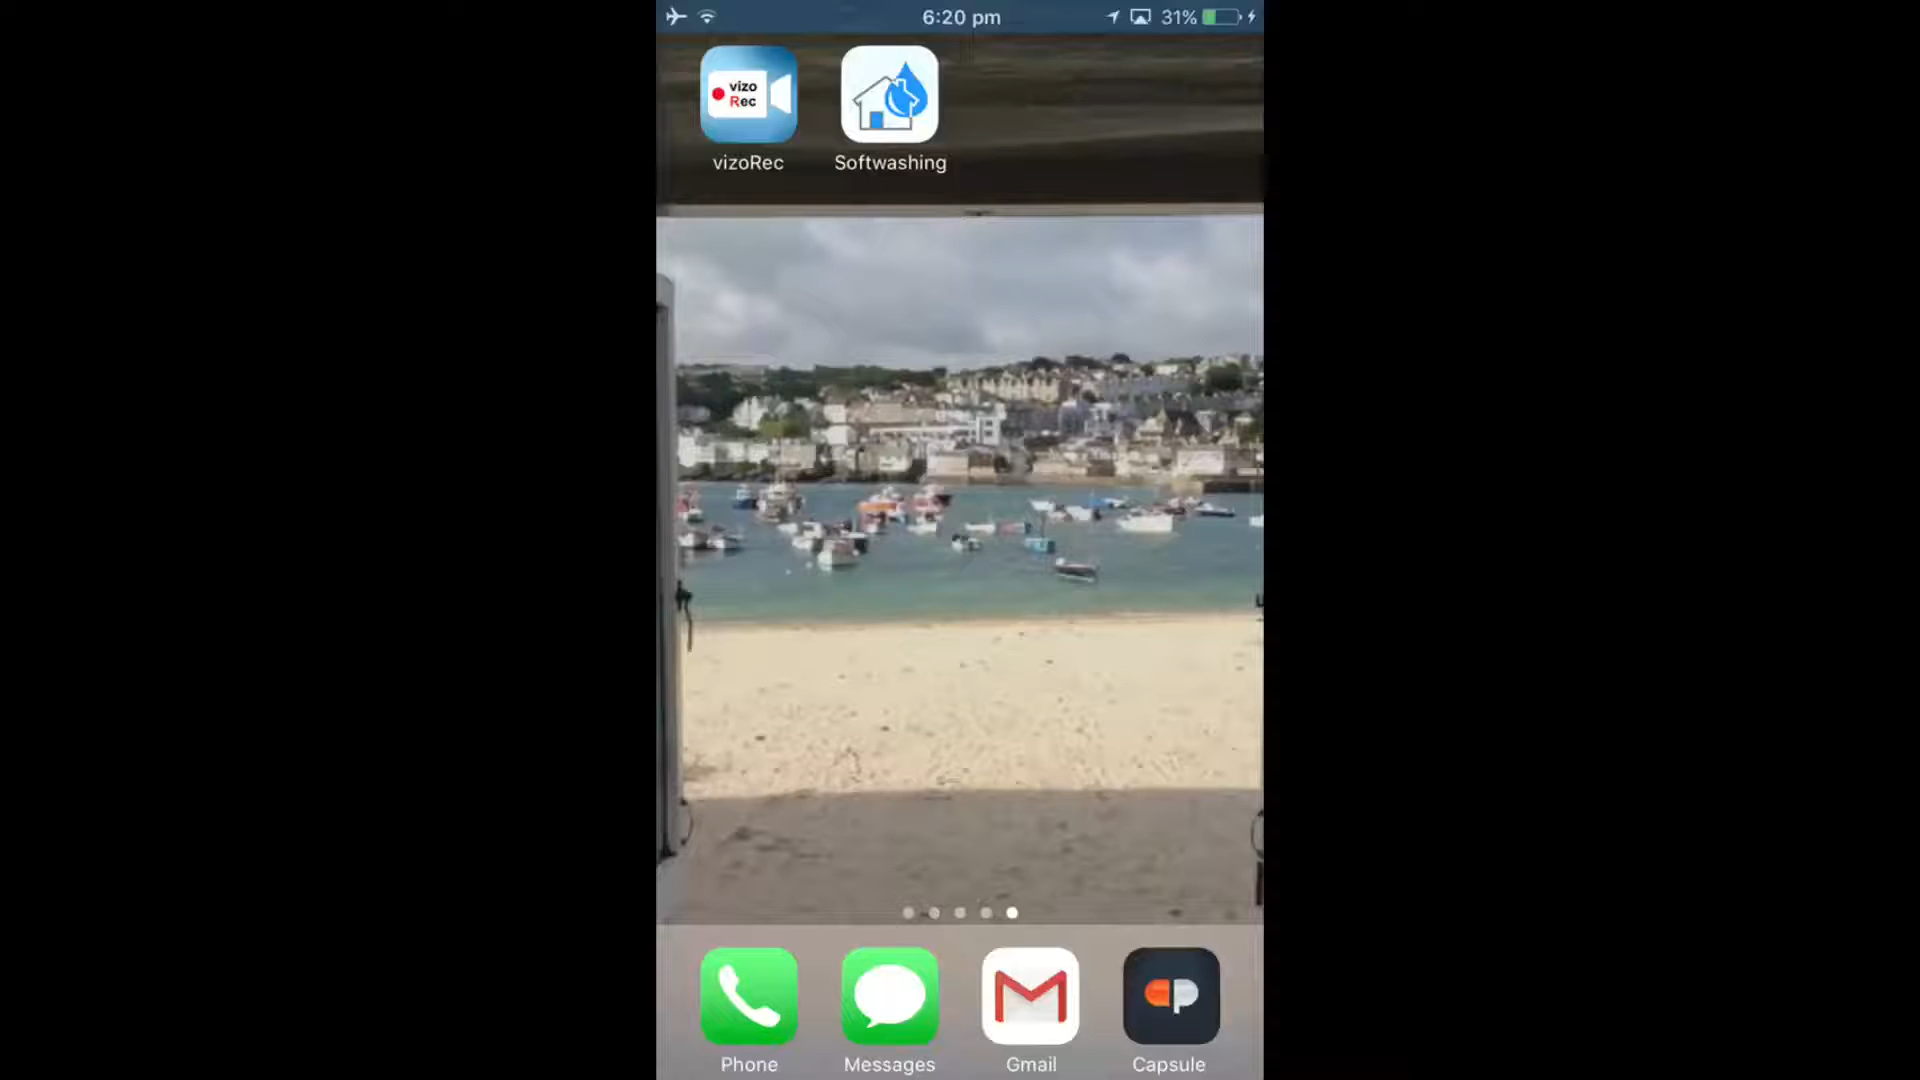 6:20 pm
31%
vizo
Rec
vizoRec
Softwashing
Phone
Messages
Gmail
Capsule